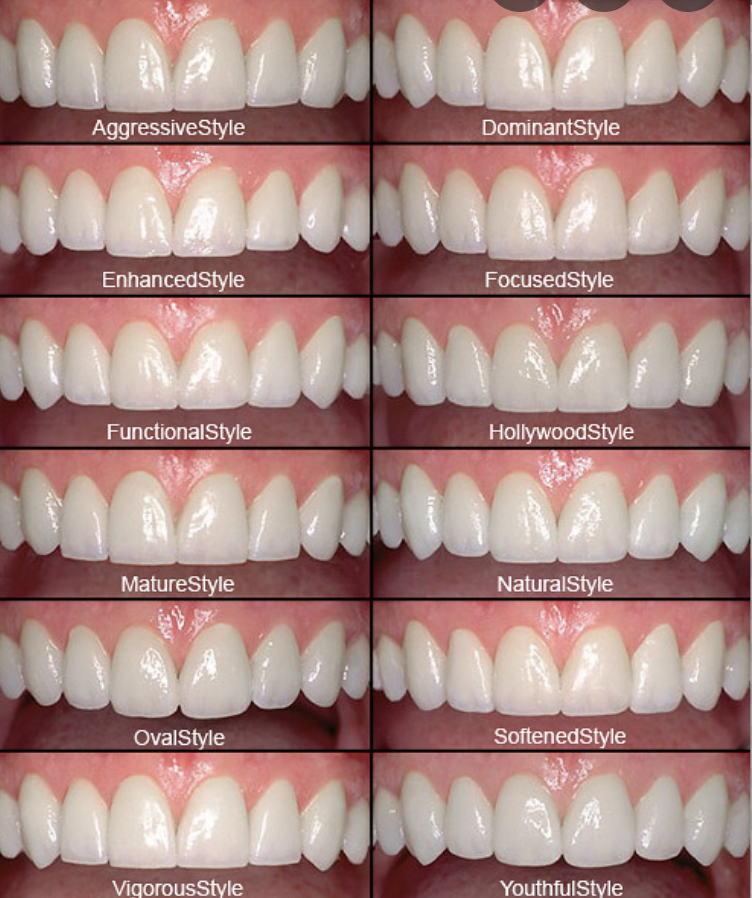 AggressiveStyle
DominantStyle
EnhancedStyle
FocusedStyle
FunctionalStyle
HollywoodStyle
MatureStyle
NaturalStyle
OvalStyle
SoftenedStyle
VigorousStyle
YouthfulStyle